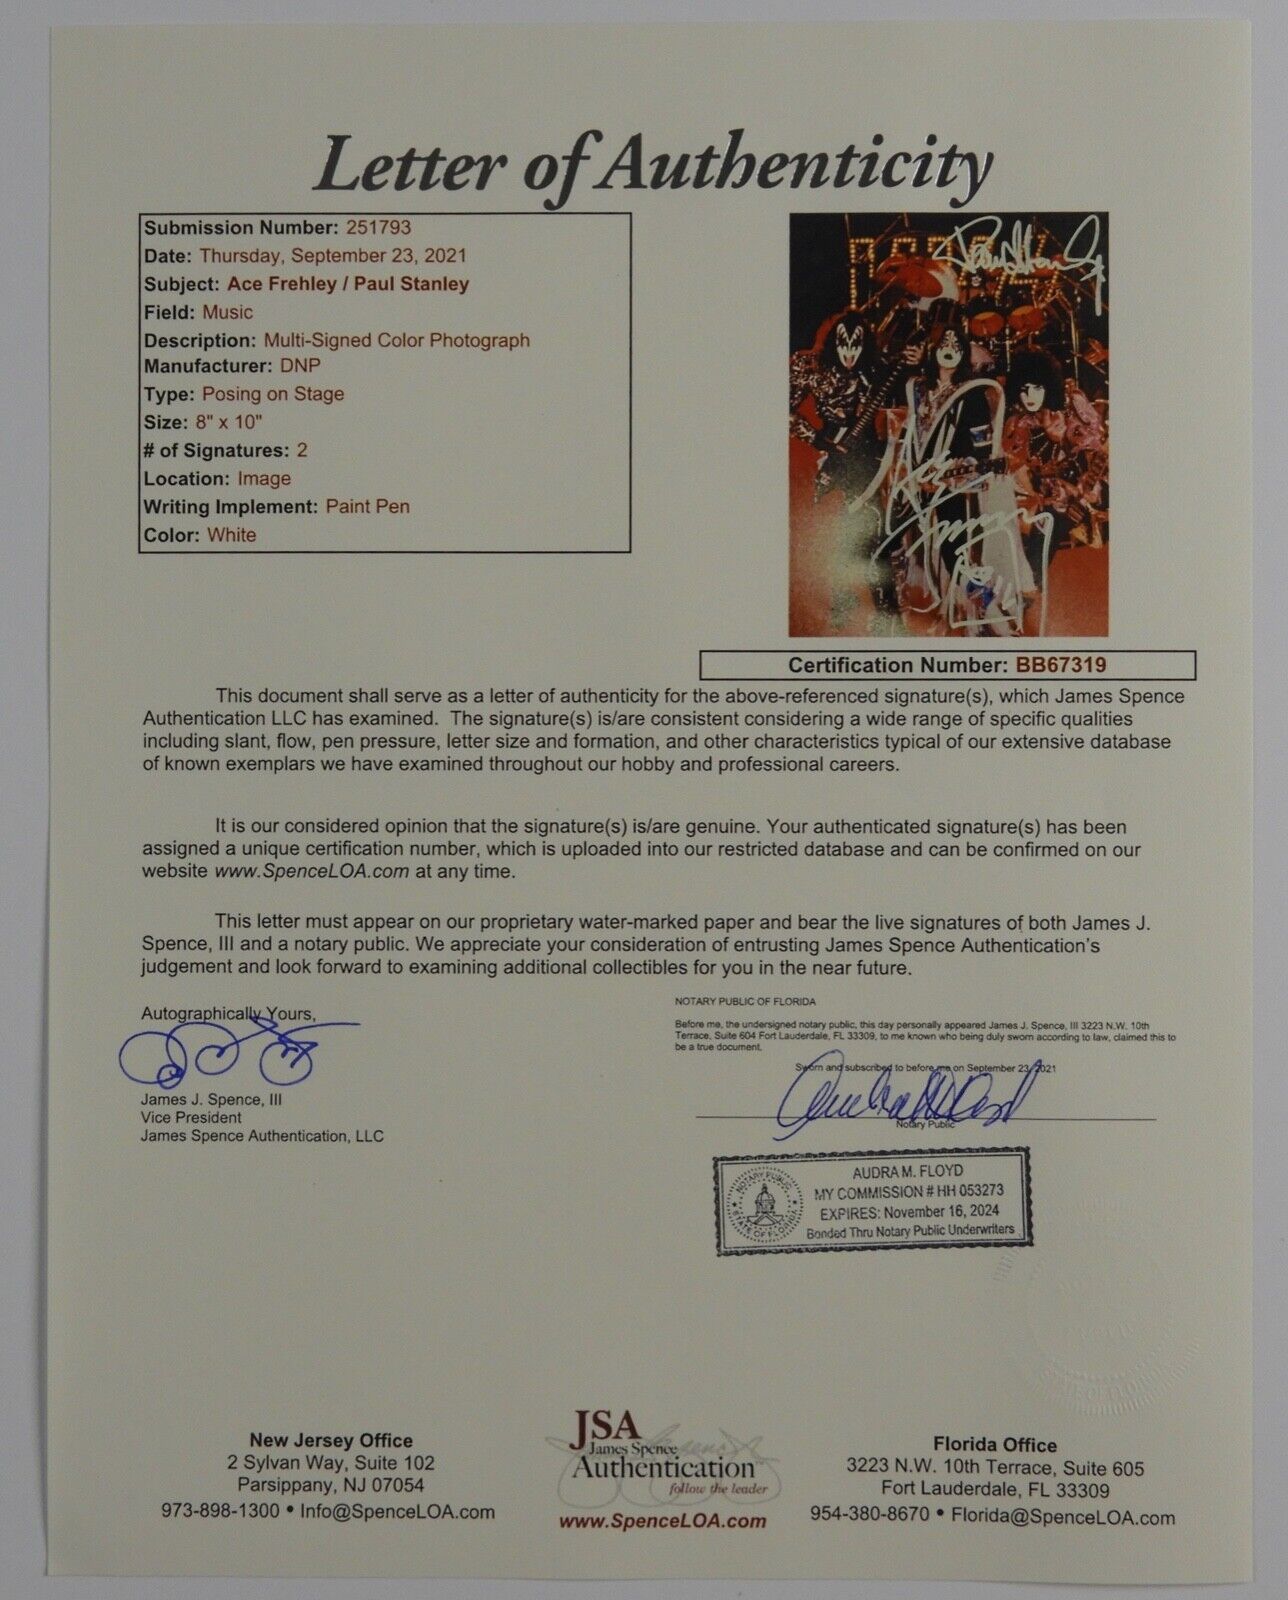 Letter of Authenticity
Submission Number: 251793
Date: Thursday, September 23, 2021
Subject: Ace Frehley / Paul Stanley
Field: Music
Description: Multi-Signed Color Photograph
Manufacturer: DNP
Type: Posing on Stage
Size: 8" x 10"
# of Signatures: 2
Location: Image
Writing Implement: Paint Pen
Color: White
Paul Stanley
Ace
Certification Number: BB67319
This document shall serve as a letter of authenticity for the above-referenced signature(s), which James Spence
Authentication LLC has examined. The signature(s) is/are consistent considering a wide range of specific qualities
including slant, flow, pen pressure, letter size and formation, and other characteristics typical of our extensive database
of known exemplars we have examined throughout our hobby and professional careers.
It is our considered opinion that the signature(s) is/are genuine. Your authenticated signature(s) has been
assigned a unique certification number, which is uploaded into our restricted database and can be confirmed on our
website www.SpenceLOA.com at any time.
This letter must appear on our proprietary water-marked paper and bear the live signatures of both James J.
Spence, III and a notary public. We appreciate your consideration of entrusting James Spence Authentication's
judgement and look forward to examining additional collectibles for you in the near future.
Autographically Yours,
James J. Spence, III
Vice President
James Spence Authentication, LLC
NOTARY PUBLIC OF FLORIDA
Before me, the undersigned notary public, this day personally appeared James J. Spence, III 3223 N.W. 10th
Terrace, Suite 604 Fort Lauderdale, FL 33309, to me known who being duly sworn according to law, claimed this to
be a true document.
Sworn and subscribed to before me on September 23, 2021
Notary Public
NOTARY PUBLIC
STATE OF FLORIDA
AUDRA M. FLOYD
MY COMMISSION # HH 053273
EXPIRES: November 16, 2024
Bonded Thru Notary Public Underwriters
New Jersey Office
2 Sylvan Way, Suite 102
Parsippany, NJ 07054
973-898-1300 • Info@SpenceLOA.com
JSA
James Spence
Authentication
follow the leader
www.SpenceLOA.com
Florida Office
3223 N.W. 10th Terrace, Suite 605
Fort Lauderdale, FL 33309
954-380-8670 • Florida@SpenceLOA.com